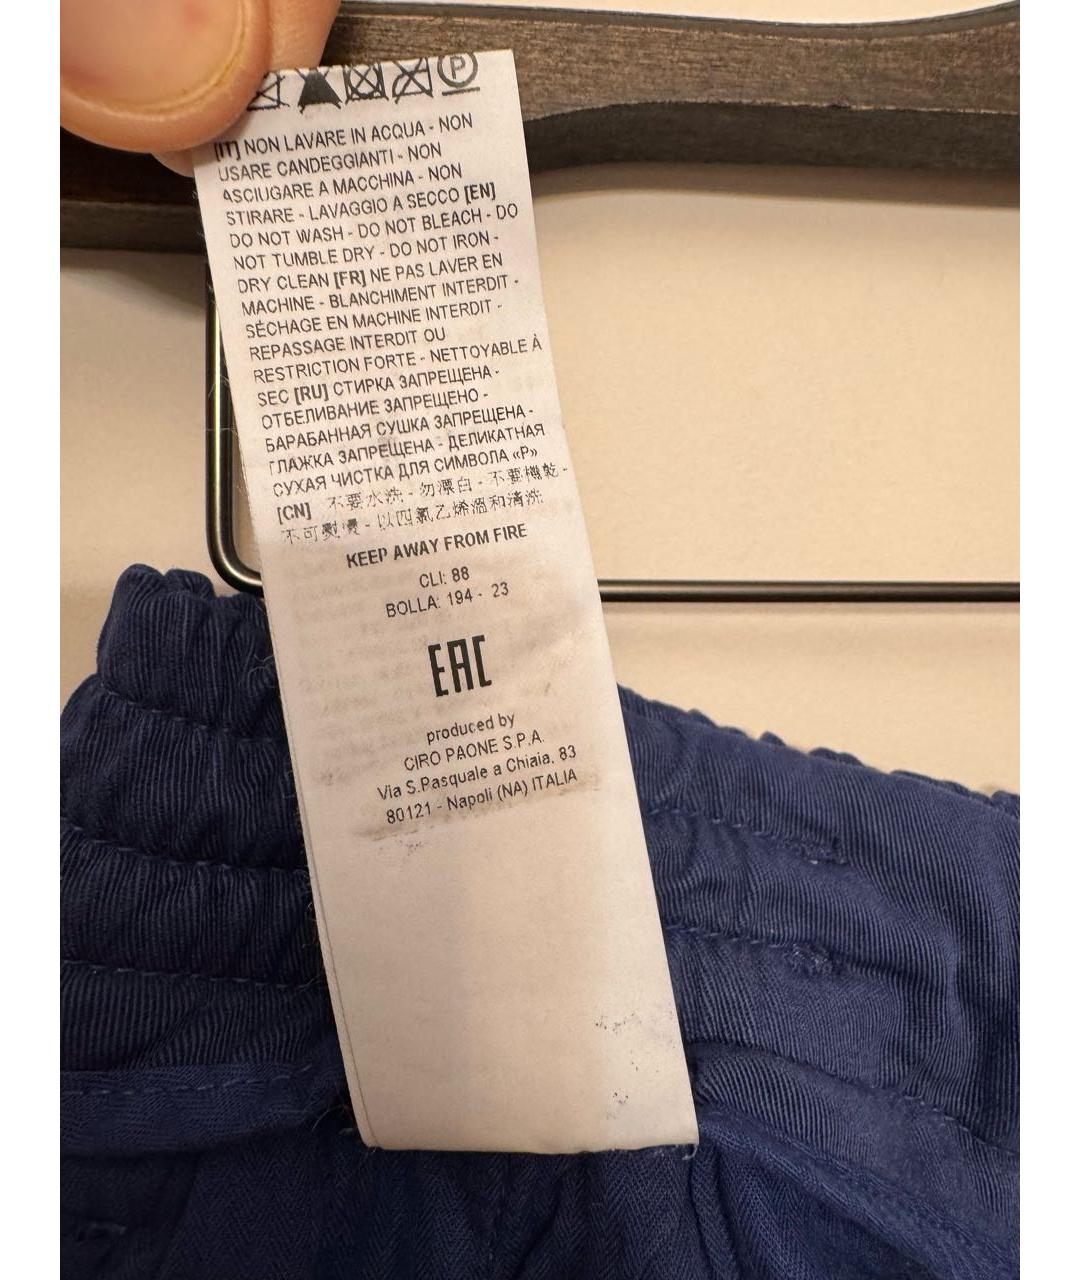 P
[IT] NON LAVARE IN ACQUA - NON
USARE CANDEGGIANTI - NON
ASCIUGARE A MACCHINA - NON
STIRARE - LAVAGGIO A SECCO [EN]
DO NOT WASH - DO NOT BLEACH - DO
NOT TUMBLE DRY - DO NOT IRON -
DRY CLEAN [FR] NE PAS LAVER EN
MACHINE - BLANCHIMENT INTERDIT -
SÉCHAGE EN MACHINE INTERDIT -
REPASSAGE INTERDIT OU
RESTRICTION FORTE - NETTOYABLE À
SEC [RU] СТИРКА ЗАПРЕЩЕНА -
ОТБЕЛИВАНИЕ ЗАПРЕЩЕНО -
БАРАБАННАЯ СУШКА ЗАПРЕЩЕНА -
ГЛАЖКА ЗАПРЕЩЕНА - ДЕЛИКАТНАЯ
СУХАЯ ЧИСТКА ДЛЯ СИМВОЛА «P»
[CN] 不要水洗 - 勿漂白 - 不要機乾 -
不可熨燙 - 以四氯乙烯溫和清洗
KEEP AWAY FROM FIRE
CLI: 88
BOLLA: 194 - 23
EAC
produced by
CIRO PAONE S.P.A.
Via S.Pasquale a Chiaia, 83
80121 - Napoli (NA) ITALIA